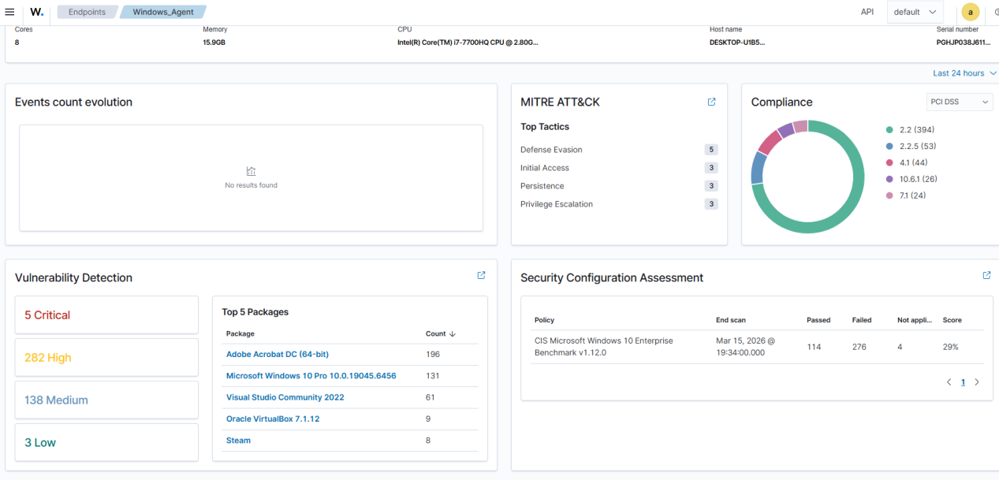 W. Endpoints Windows_Agent API default a
Cores Memory CPU Host name Serial number
8 15.9GB Intel(R) Core(TM) i7-7700HQ CPU @ 2.80G... DESKTOP-U1B5... PGHJP038J611...
Last 24 hours
Events count evolution
No results found
MITRE ATT&CK
Top Tactics
Defense Evasion 5
Initial Access 3
Persistence 3
Privilege Escalation 3
Compliance PCI DSS
2.2 (394)
2.2.5 (53)
4.1 (44)
10.6.1 (26)
7.1 (24)
Vulnerability Detection
5 Critical
282 High
138 Medium
3 Low
Top 5 Packages
Package Count
Adobe Acrobat DC (64-bit) 196
Microsoft Windows 10 Pro 10.0.19045.6456 131
Visual Studio Community 2022 61
Oracle VirtualBox 7.1.12 9
Steam 8
Security Configuration Assessment
Policy End scan Passed Failed Not appli... Score
CIS Microsoft Windows 10 Enterprise Benchmark v1.12.0 Mar 15, 2026 @ 19:34:00.000 114 276 4 29%
1